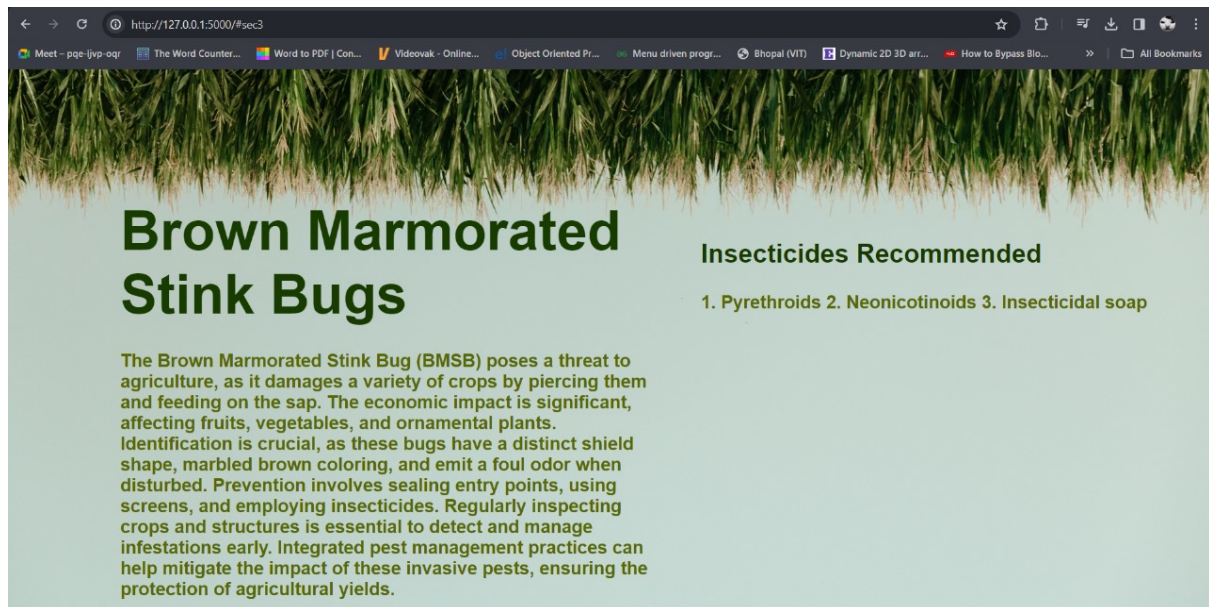 http://127.0.0.1:5000/#sec3
Meet – pqe-ijvp-oqr
The Word Counter...
Word to PDF | Con...
Videovak - Online...
Object Oriented Pr...
Menu driven progr...
Bhopal (VIT)
Dynamic 2D 3D arr...
How to Bypass Blo...
»
All Bookmarks
Brown Marmorated
Stink Bugs
The Brown Marmorated Stink Bug (BMSB) poses a threat to
agriculture, as it damages a variety of crops by piercing them
and feeding on the sap. The economic impact is significant,
affecting fruits, vegetables, and ornamental plants.
Identification is crucial, as these bugs have a distinct shield
shape, marbled brown coloring, and emit a foul odor when
disturbed. Prevention involves sealing entry points, using
screens, and employing insecticides. Regularly inspecting
crops and structures is essential to detect and manage
infestations early. Integrated pest management practices can
help mitigate the impact of these invasive pests, ensuring the
protection of agricultural yields.
Insecticides Recommended
1. Pyrethroids 2. Neonicotinoids 3. Insecticidal soap